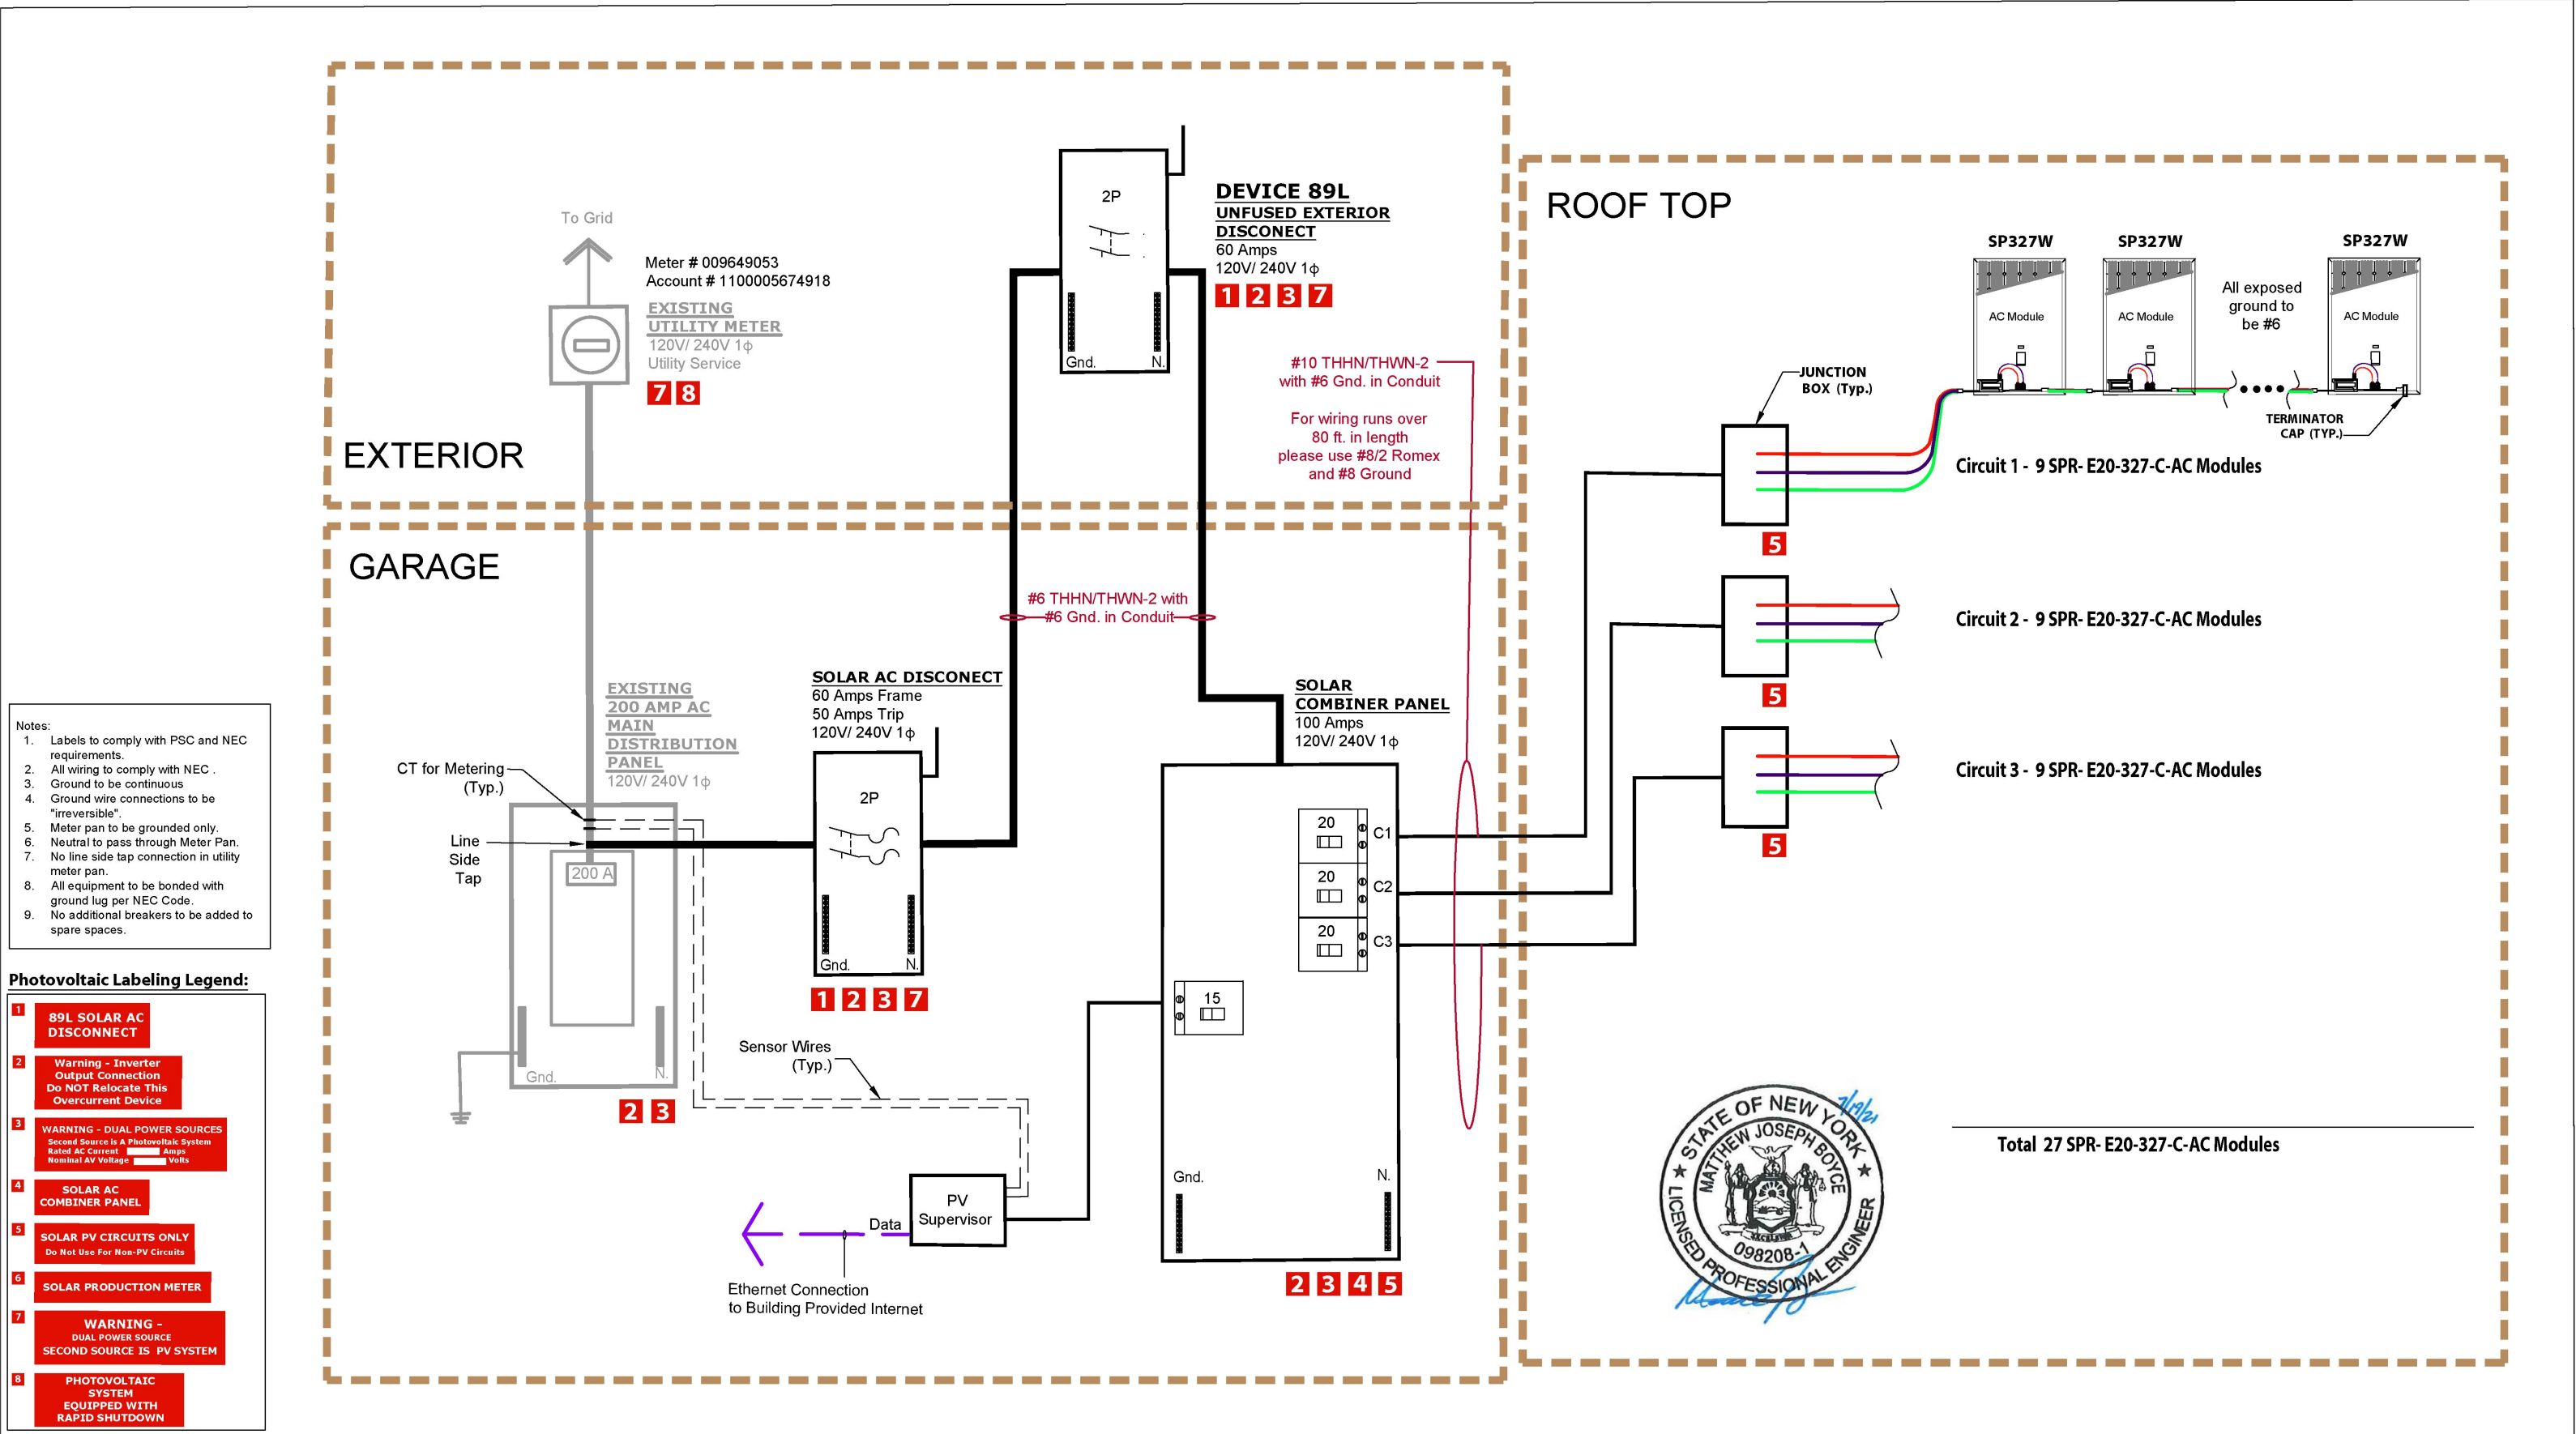 To Grid
Meter # 009649053
Account # 1100005674918
EXISTING
UTILITY METER
120V/ 240V 1ϕ
Utility Service
7 8
EXTERIOR
2P
Gnd.
N.
DEVICE 89L
UNFUSED EXTERIOR
DISCONECT
60 Amps
120V/ 240V 1ϕ
1 2 3 7
#10 THHN/THWN-2
with #6 Gnd. in Conduit
For wiring runs over
80 ft. in length
please use #8/2 Romex
and #8 Ground
ROOF TOP
SP327W
SP327W
SP327W
AC Module
AC Module
AC Module
All exposed
ground to
be #6
JUNCTION
BOX (Typ.)
TERMINATOR
CAP (TYP.)
Circuit 1 - 9 SPR- E20-327-C-AC Modules
5
Circuit 2 - 9 SPR- E20-327-C-AC Modules
5
Circuit 3 - 9 SPR- E20-327-C-AC Modules
5
Total 27 SPR- E20-327-C-AC Modules
7/19/21
STATE OF NEW YORK
MATTHEW JOSEPH BOYCE
EXCELSIOR
098208-1
LICENSED PROFESSIONAL ENGINEER
GARAGE
#6 THHN/THWN-2 with
#6 Gnd. in Conduit
EXISTING
200 AMP AC
MAIN
DISTRIBUTION
PANEL
120V/ 240V 1ϕ
CT for Metering
(Typ.)
Line
Side
Tap
200 A
Gnd.
N.
2 3
SOLAR AC DISCONECT
60 Amps Frame
50 Amps Trip
120V/ 240V 1ϕ
2P
Gnd.
N.
1 2 3 7
Sensor Wires
(Typ.)
PV
Supervisor
Data
Ethernet Connection
to Building Provided Internet
SOLAR
COMBINER PANEL
100 Amps
120V/ 240V 1ϕ
20
C1
20
C2
20
C3
15
Gnd.
N.
2 3 4 5
Notes:
1. Labels to comply with PSC and NEC
requirements.
2. All wiring to comply with NEC .
3. Ground to be continuous
4. Ground wire connections to be
"irreversible".
5. Meter pan to be grounded only.
6. Neutral to pass through Meter Pan.
7. No line side tap connection in utility
meter pan.
8. All equipment to be bonded with
ground lug per NEC Code.
9. No additional breakers to be added to
spare spaces.
Photovoltaic Labeling Legend:
1
89L SOLAR AC
DISCONNECT
2
Warning - Inverter
Output Connection
Do NOT Relocate This
Overcurrent Device
3
WARNING - DUAL POWER SOURCES
Second Source is A Photovoltaic System
Rated AC Current Amps
Nominal AV Voltage Volts
4
SOLAR AC
COMBINER PANEL
5
SOLAR PV CIRCUITS ONLY
Do Not Use For Non-PV Circuits
6
SOLAR PRODUCTION METER
7
WARNING -
DUAL POWER SOURCE
SECOND SOURCE IS PV SYSTEM
8
PHOTOVOLTAIC
SYSTEM
EQUIPPED WITH
RAPID SHUTDOWN